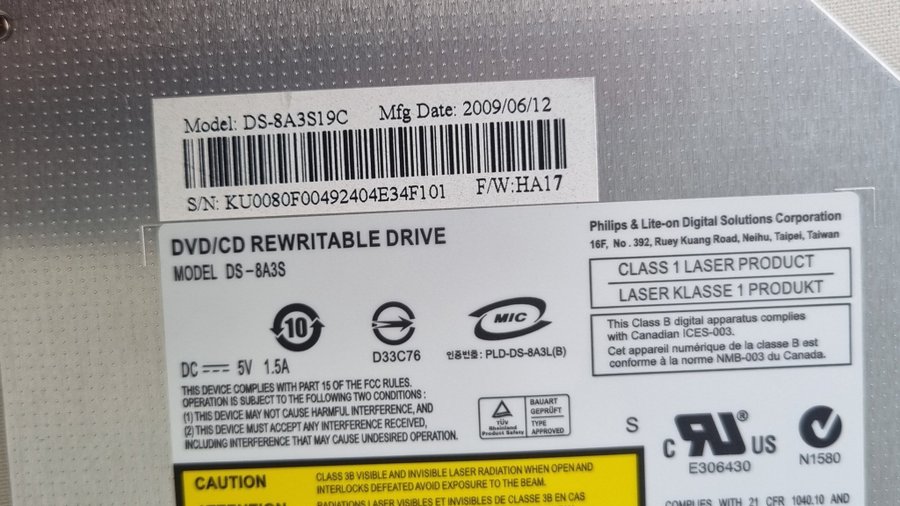 Model: DS-8A3S19C Mfg Date: 2009/06/12
S/N: KU0080F00492404E34F101 F/W:HA17
DVD/CD REWRITABLE DRIVE
MODEL DS-8A3S
Philips & Lite-on Digital Solutions Corporation
16F, No. 392, Ruey Kuang Road, Neihu, Taipei, Taiwan
CLASS 1 LASER PRODUCT
LASER KLASSE 1 PRODUKT
This Class B digital apparatus complies
with Canadian ICES-003.
Cet appareil numérique de la classe B est
conforme à la norme NMB-003 du Canada.
10
D33C76
MIC
인증번호 : PLD-DS-8A3L(B)
DC 5V 1.5A
THIS DEVICE COMPLIES WITH PART 15 OF THE FCC RULES.
OPERATION IS SUBJECT TO THE FOLLOWING TWO CONDITIONS :
(1) THIS DEVICE MAY NOT CAUSE HARMFUL INTERFERENCE, AND
(2) THIS DEVICE MUST ACCEPT ANY INTERFERENCE RECEIVED,
INCLUDING INTERFERENCE THAT MAY CAUSE UNDESIRED OPERATION.
TÜV
Rheinland
Product Safety
BAUART
GEPRÜFT
TYPE
APPROVED
S
c RU ® US
E306430
N1580
CAUTION
CLASS 3B VISIBLE AND INVISIBLE LASER RADIATION WHEN OPEN AND
INTERLOCKS DEFEATED AVOID EXPOSURE TO THE BEAM.
ATTENTION
RADIATIONS LASER VISIBLES ET INVISIBLES DE CLASSE 3B EN CAS
COMPLIES WITH 21 CFR 1040.10 AND